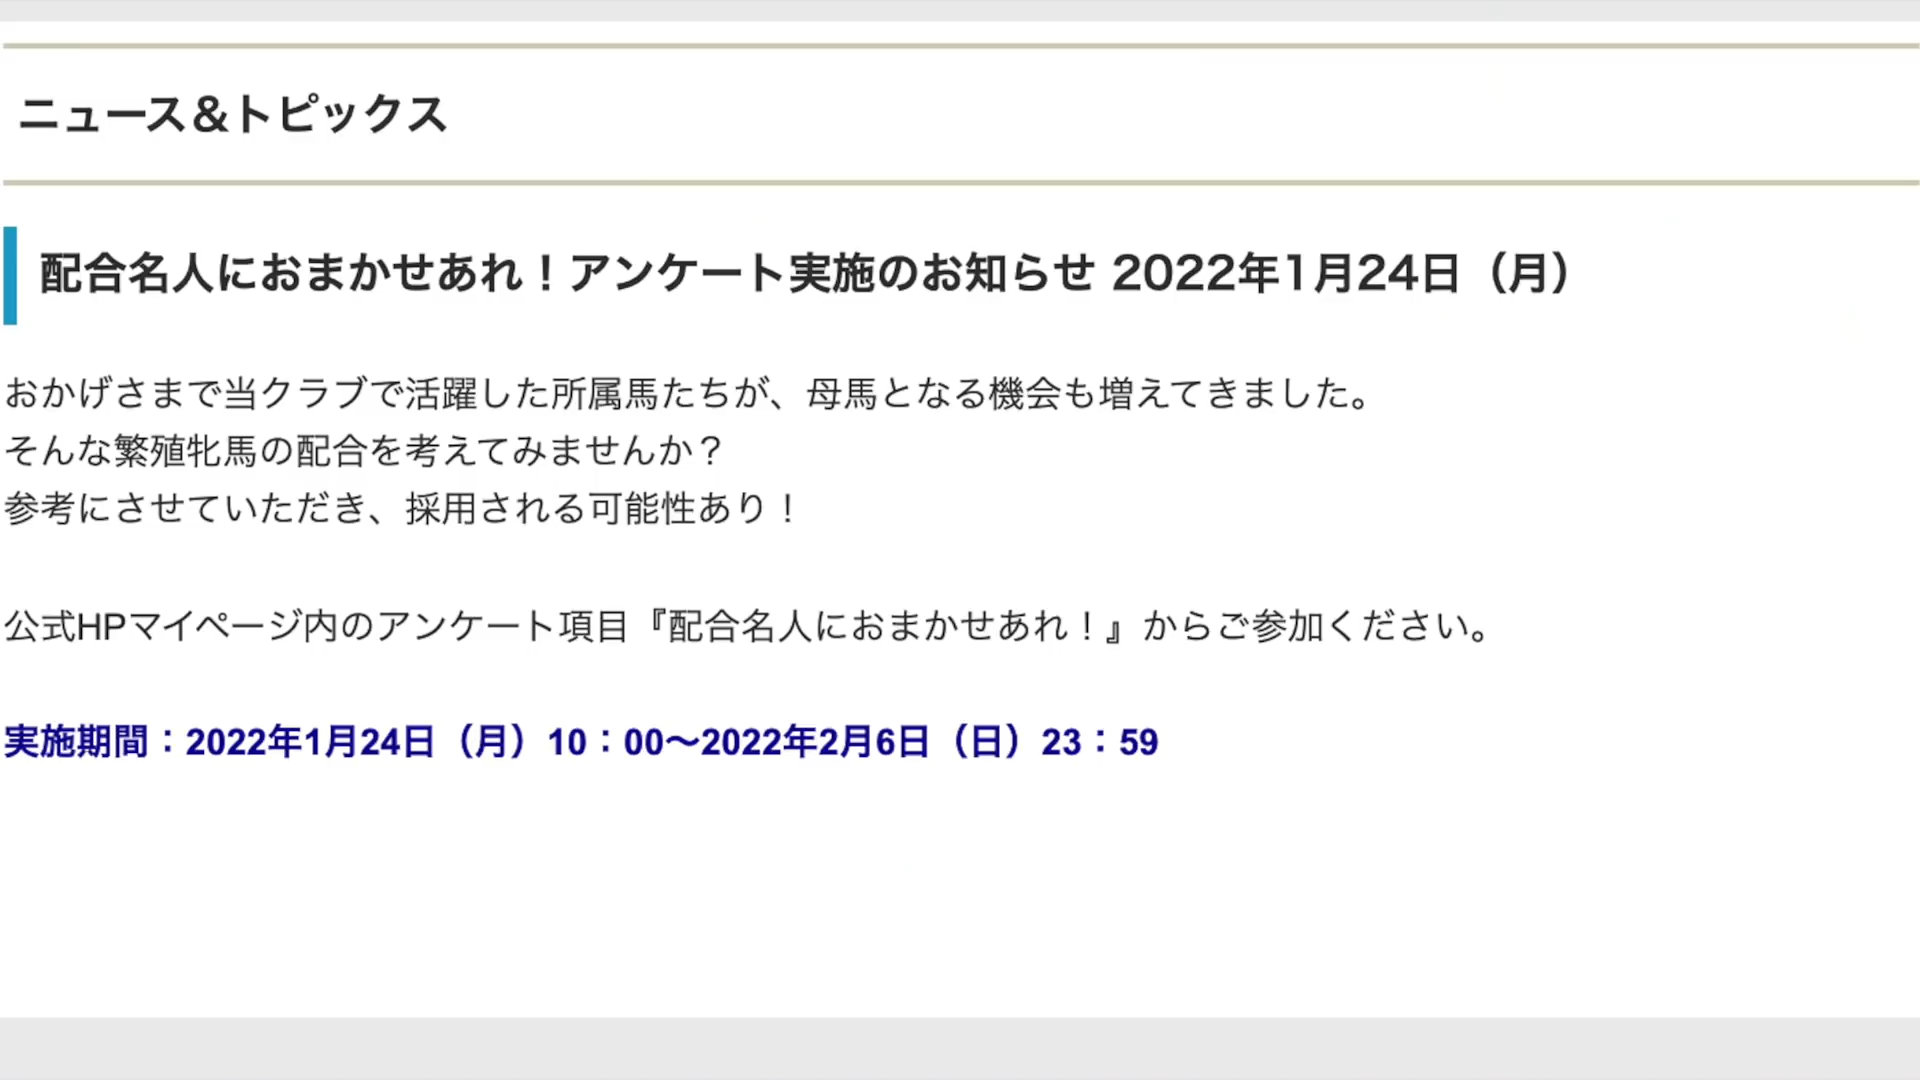 ニュース＆トピックス
配合名人におまかせあれ！アンケート実施のお知らせ 2022年1月24日（月）
おかげさまで当クラブで活躍した所属馬たちが、母馬となる機会も増えてきました。
そんな繁殖牝馬の配合を考えてみませんか？
参考にさせていただき、採用される可能性あり！
公式HPマイページ内のアンケート項目『配合名人におまかせあれ！』からご参加ください。
実施期間：2022年1月24日（月）10：00～2022年2月6日（日）23：59